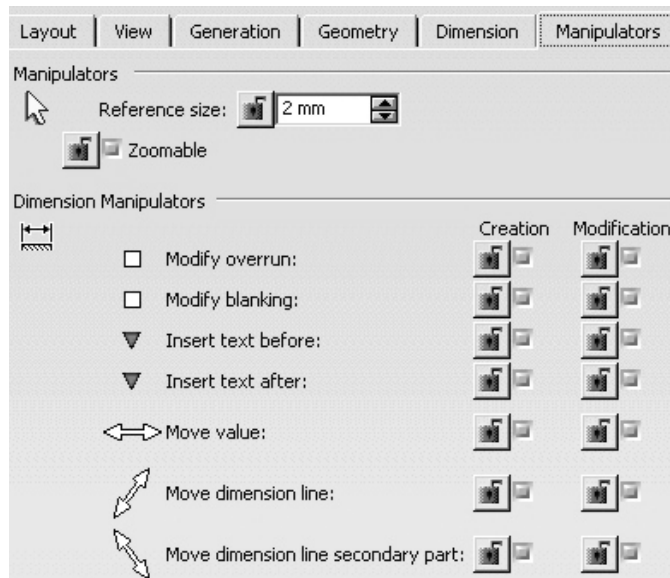 Layout View Generation Geometry Dimension Manipulators
Manipulators
Reference size: 2 mm
Zoomable
Dimension Manipulators
Creation Modification
Modify overrun:
Modify blanking:
Insert text before:
Insert text after:
Move value:
Move dimension line:
Move dimension line secondary part: